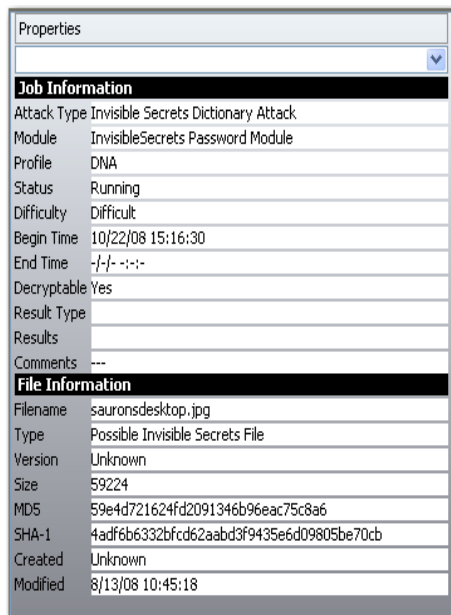 Properties
Job Information
Attack Type Invisible Secrets Dictionary Attack
Module InvisibleSecrets Password Module
Profile DNA
Status Running
Difficulty Difficult
Begin Time 10/22/08 15:16:30
End Time -/-/- -:-:-
Decryptable Yes
Result Type
Results
Comments ---
File Information
Filename sauronsdesktop.jpg
Type Possible Invisible Secrets File
Version Unknown
Size 59224
MD5 59e4d721624fd2091346b96eac75c8a6
SHA-1 4adf6b6332bfcd62aabd3f9435e6d09805be70cb
Created Unknown
Modified 8/13/08 10:45:18